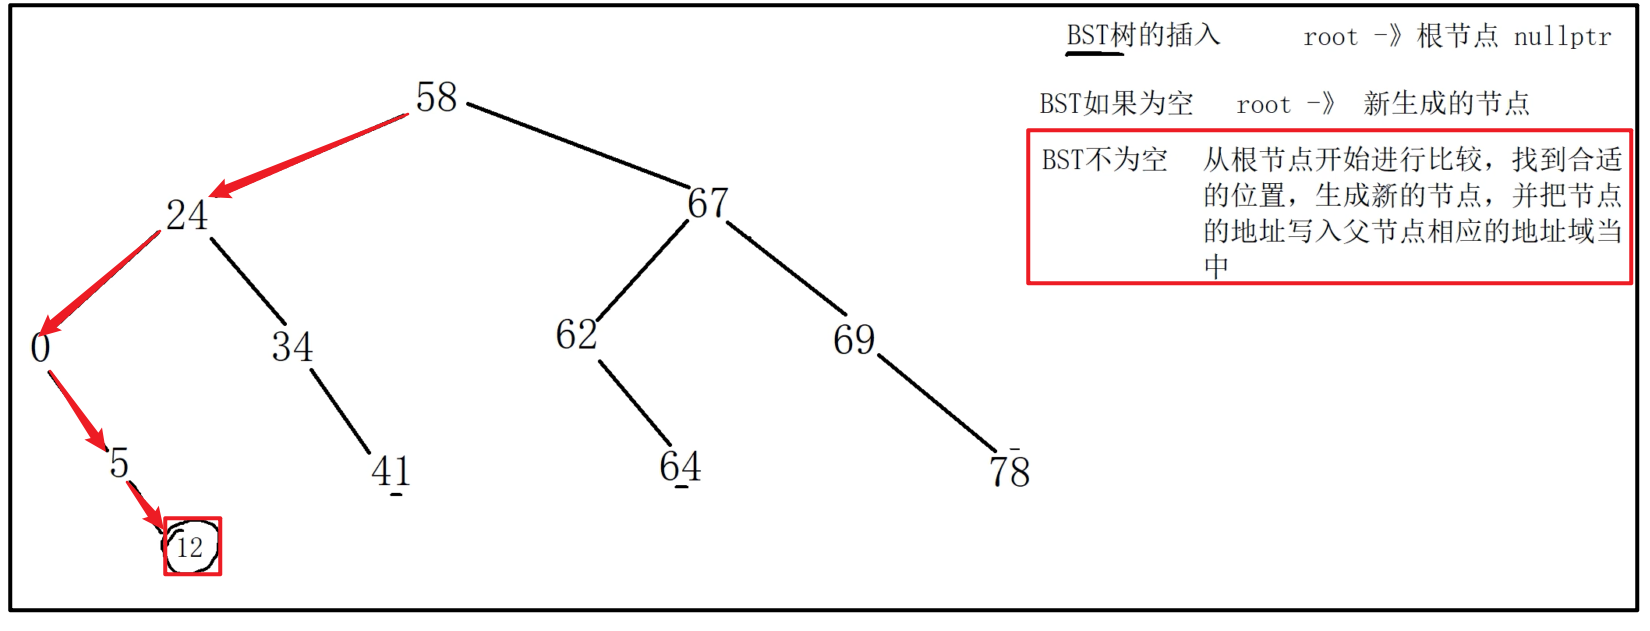 BST树的插入 root -》根节点 nullptr
58
BST如果为空 root -》 新生成的节点
BST不为空 从根节点开始进行比较，找到合适
的位置，生成新的节点，并把节点
的地址写入父节点相应的地址域当
中
24 67
0 34 62 69
5 41 64 78
12